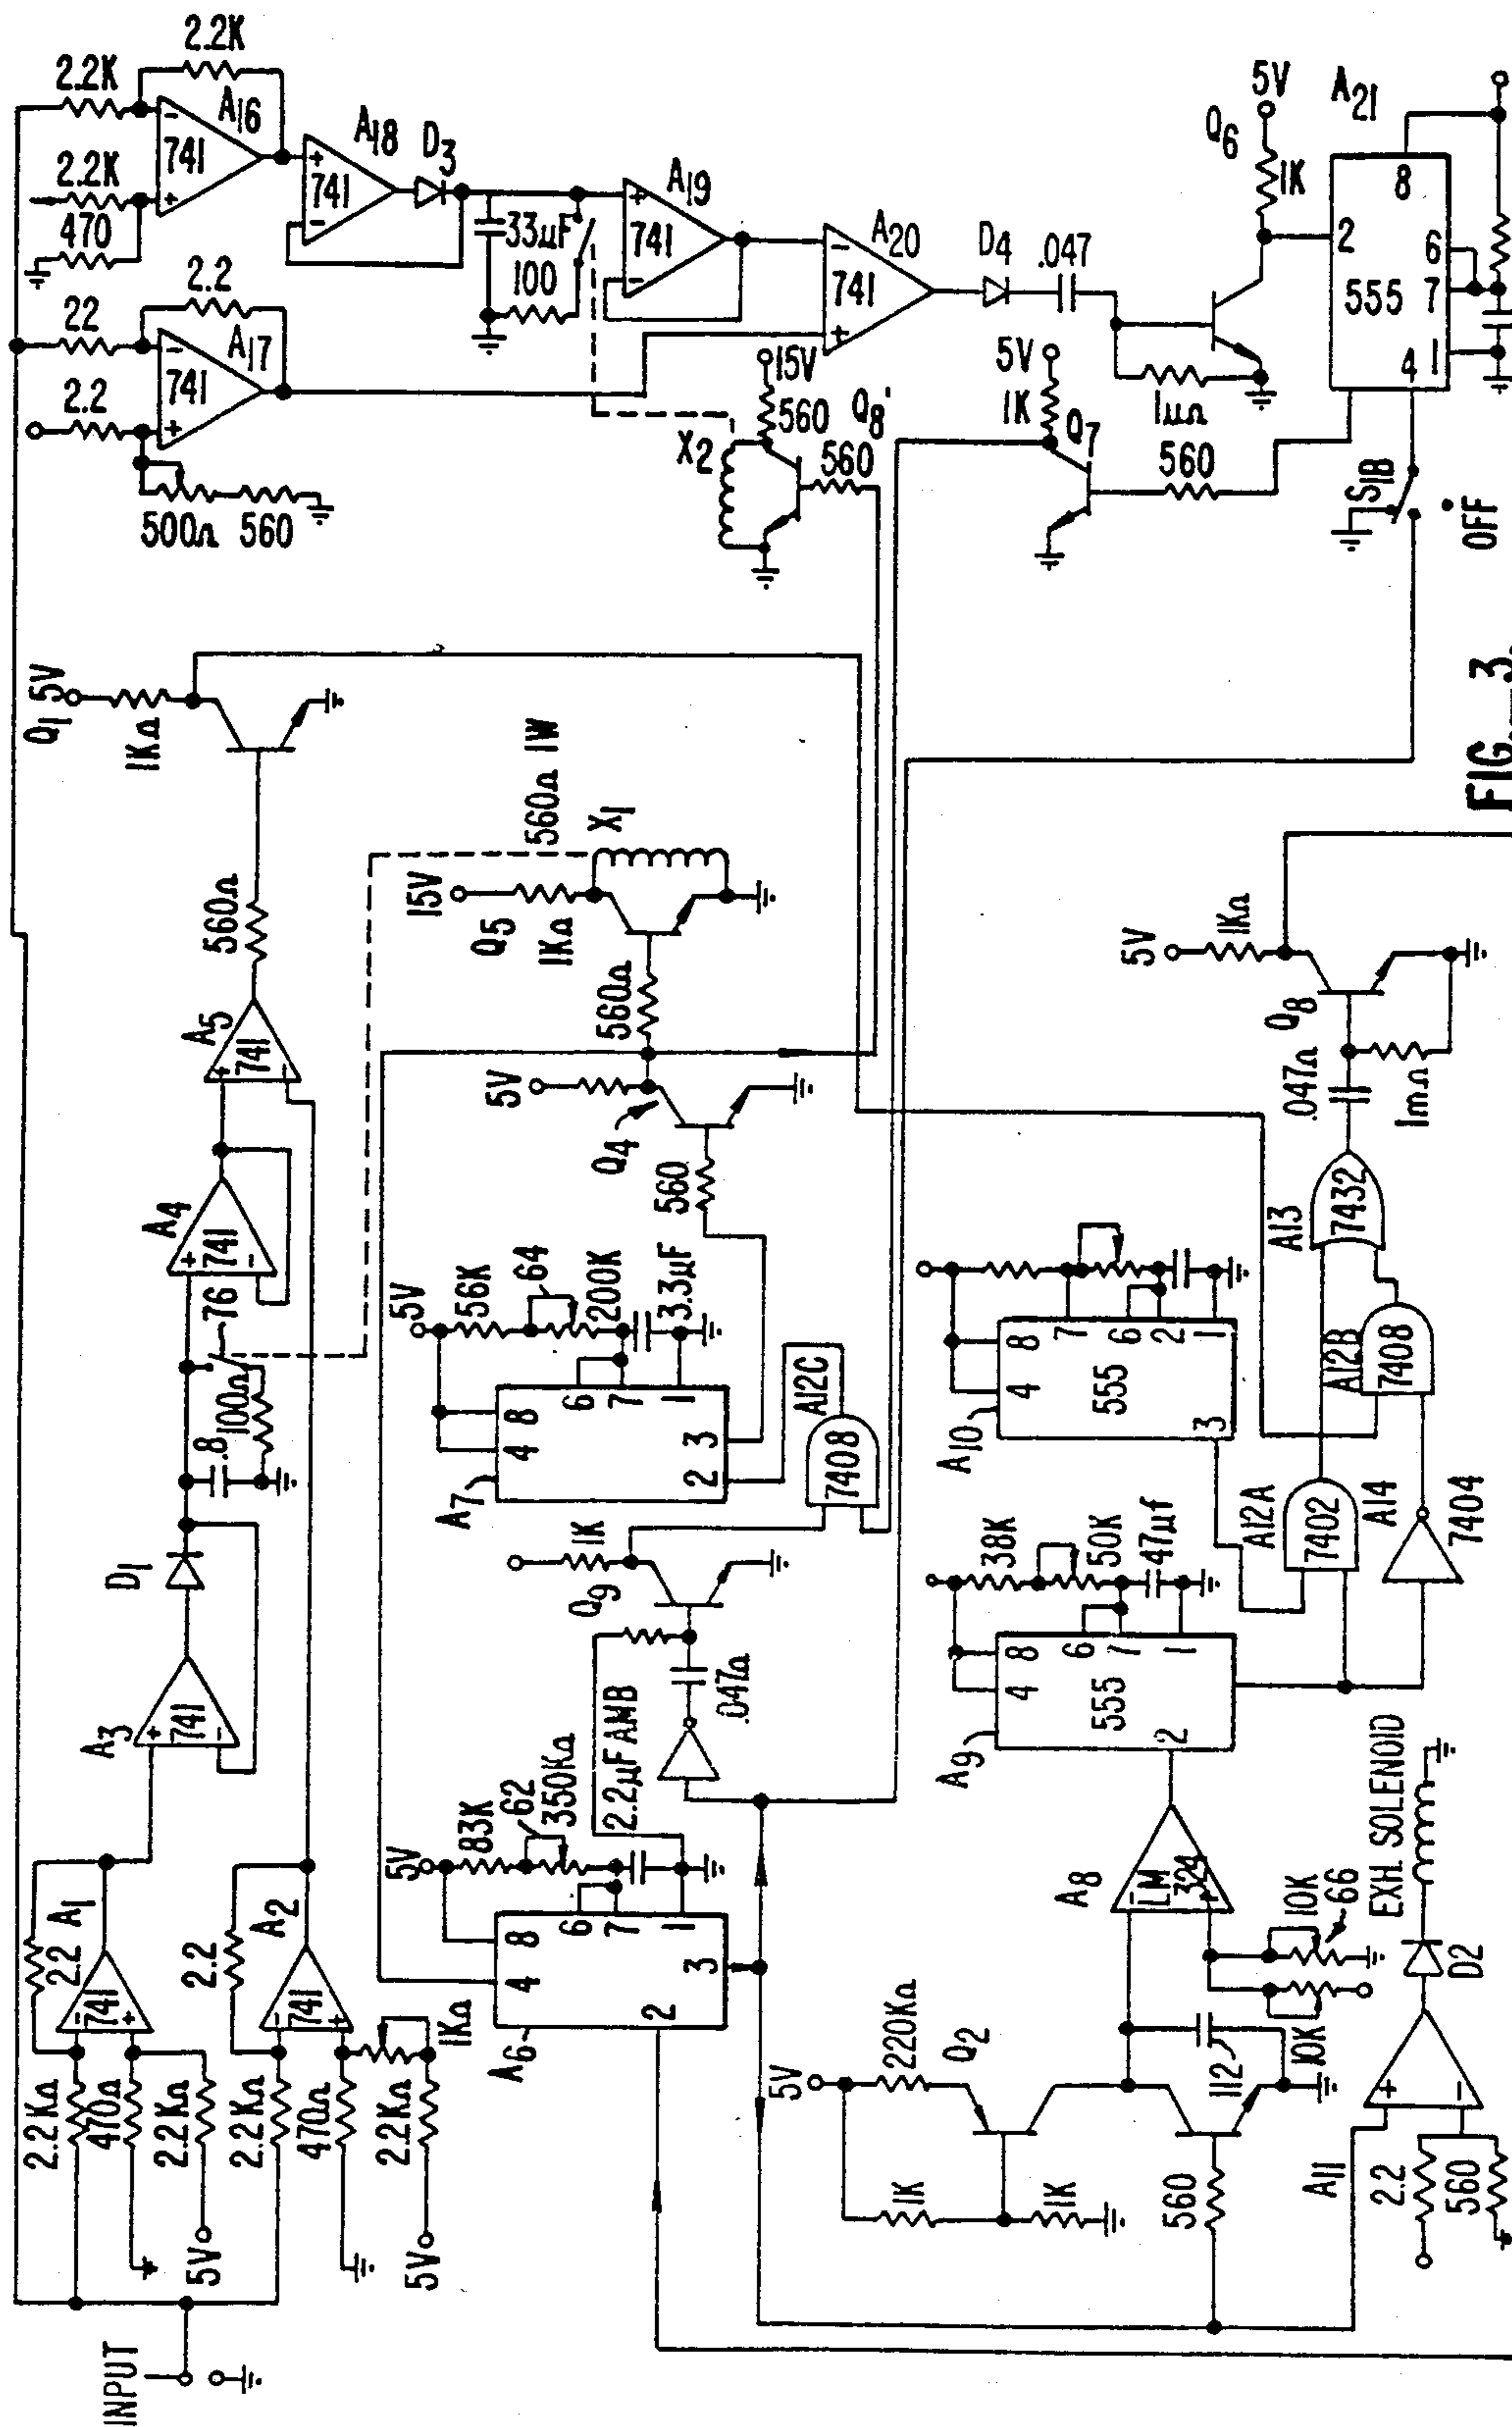 2.2K
2.2K
A16
741
2.2K
470
A18
741
D3
33µF
100
A19
741
22
2.2
A17
741
2.2
500Ω
560
A20
741
D4
.047
5V
Q6
1K
A21
8
2
6
7
555
4
1
1µΩ
15V
560
Q8'
X2
560
5V
1K
Q7
560
S1B
OFF
FIG. 3.
Q1
5V
1KΩ
560Ω
A5
741
+
-
A4
741
76
.8
100Ω
D1
A3
741
A1
2.2
741
A2
2.2
741
2.2KΩ
470Ω
2.2KΩ
5V
2.2KΩ
470Ω
1KΩ
2.2KΩ
5V
INPUT
560Ω 1W
X1
15V
Q5
1KΩ
560Ω
5V
Q4
560
5V
56K
64
200K
3.3µF
A7
4
8
6
7
1
2
3
A12C
7408
1K
Q9
.047Ω
2.2µF AMB
5V
83K
62
350KΩ
A6
4
8
6
7
1
2
3
5V
1KΩ
Q8
.047Ω
1mΩ
A13
7432
A12B
7408
A10
4
8
7
6
2
1
555
3
A12A
7402
A14
7404
38K
50K
47µf
A9
4
8
6
7
1
555
2
A8
LM
324
10K
66
10K
112
5V
220KΩ
Q2
1K
1K
560
EXH. SOLENOID
D2
A11
2.2
560